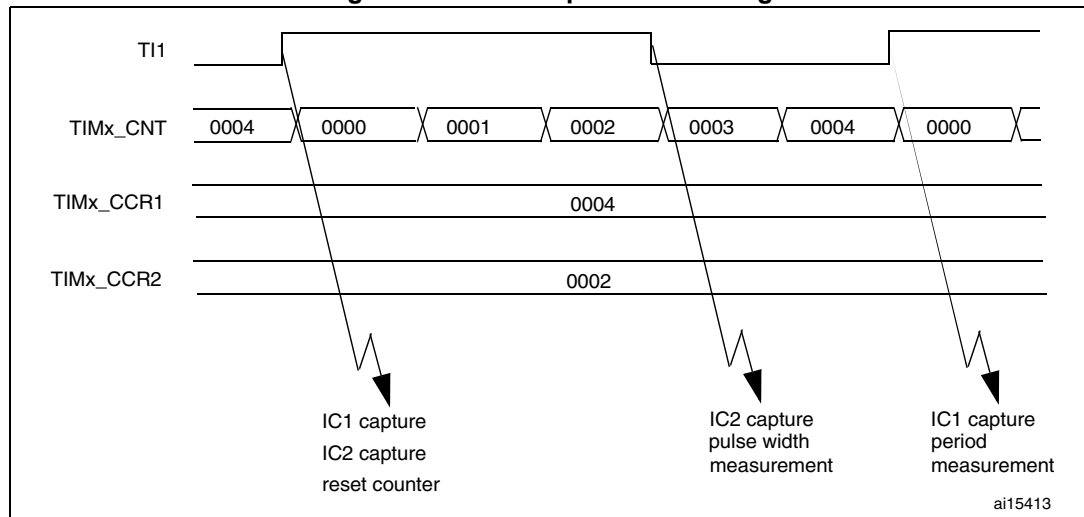 TI1
TIMx_CNT 0004 0000 0001 0002 0003 0004 0000
TIMx_CCR1 0004
TIMx_CCR2 0002
IC1 capture
IC2 capture
reset counter
IC2 capture
pulse width
measurement
IC1 capture
period
measurement
ai15413